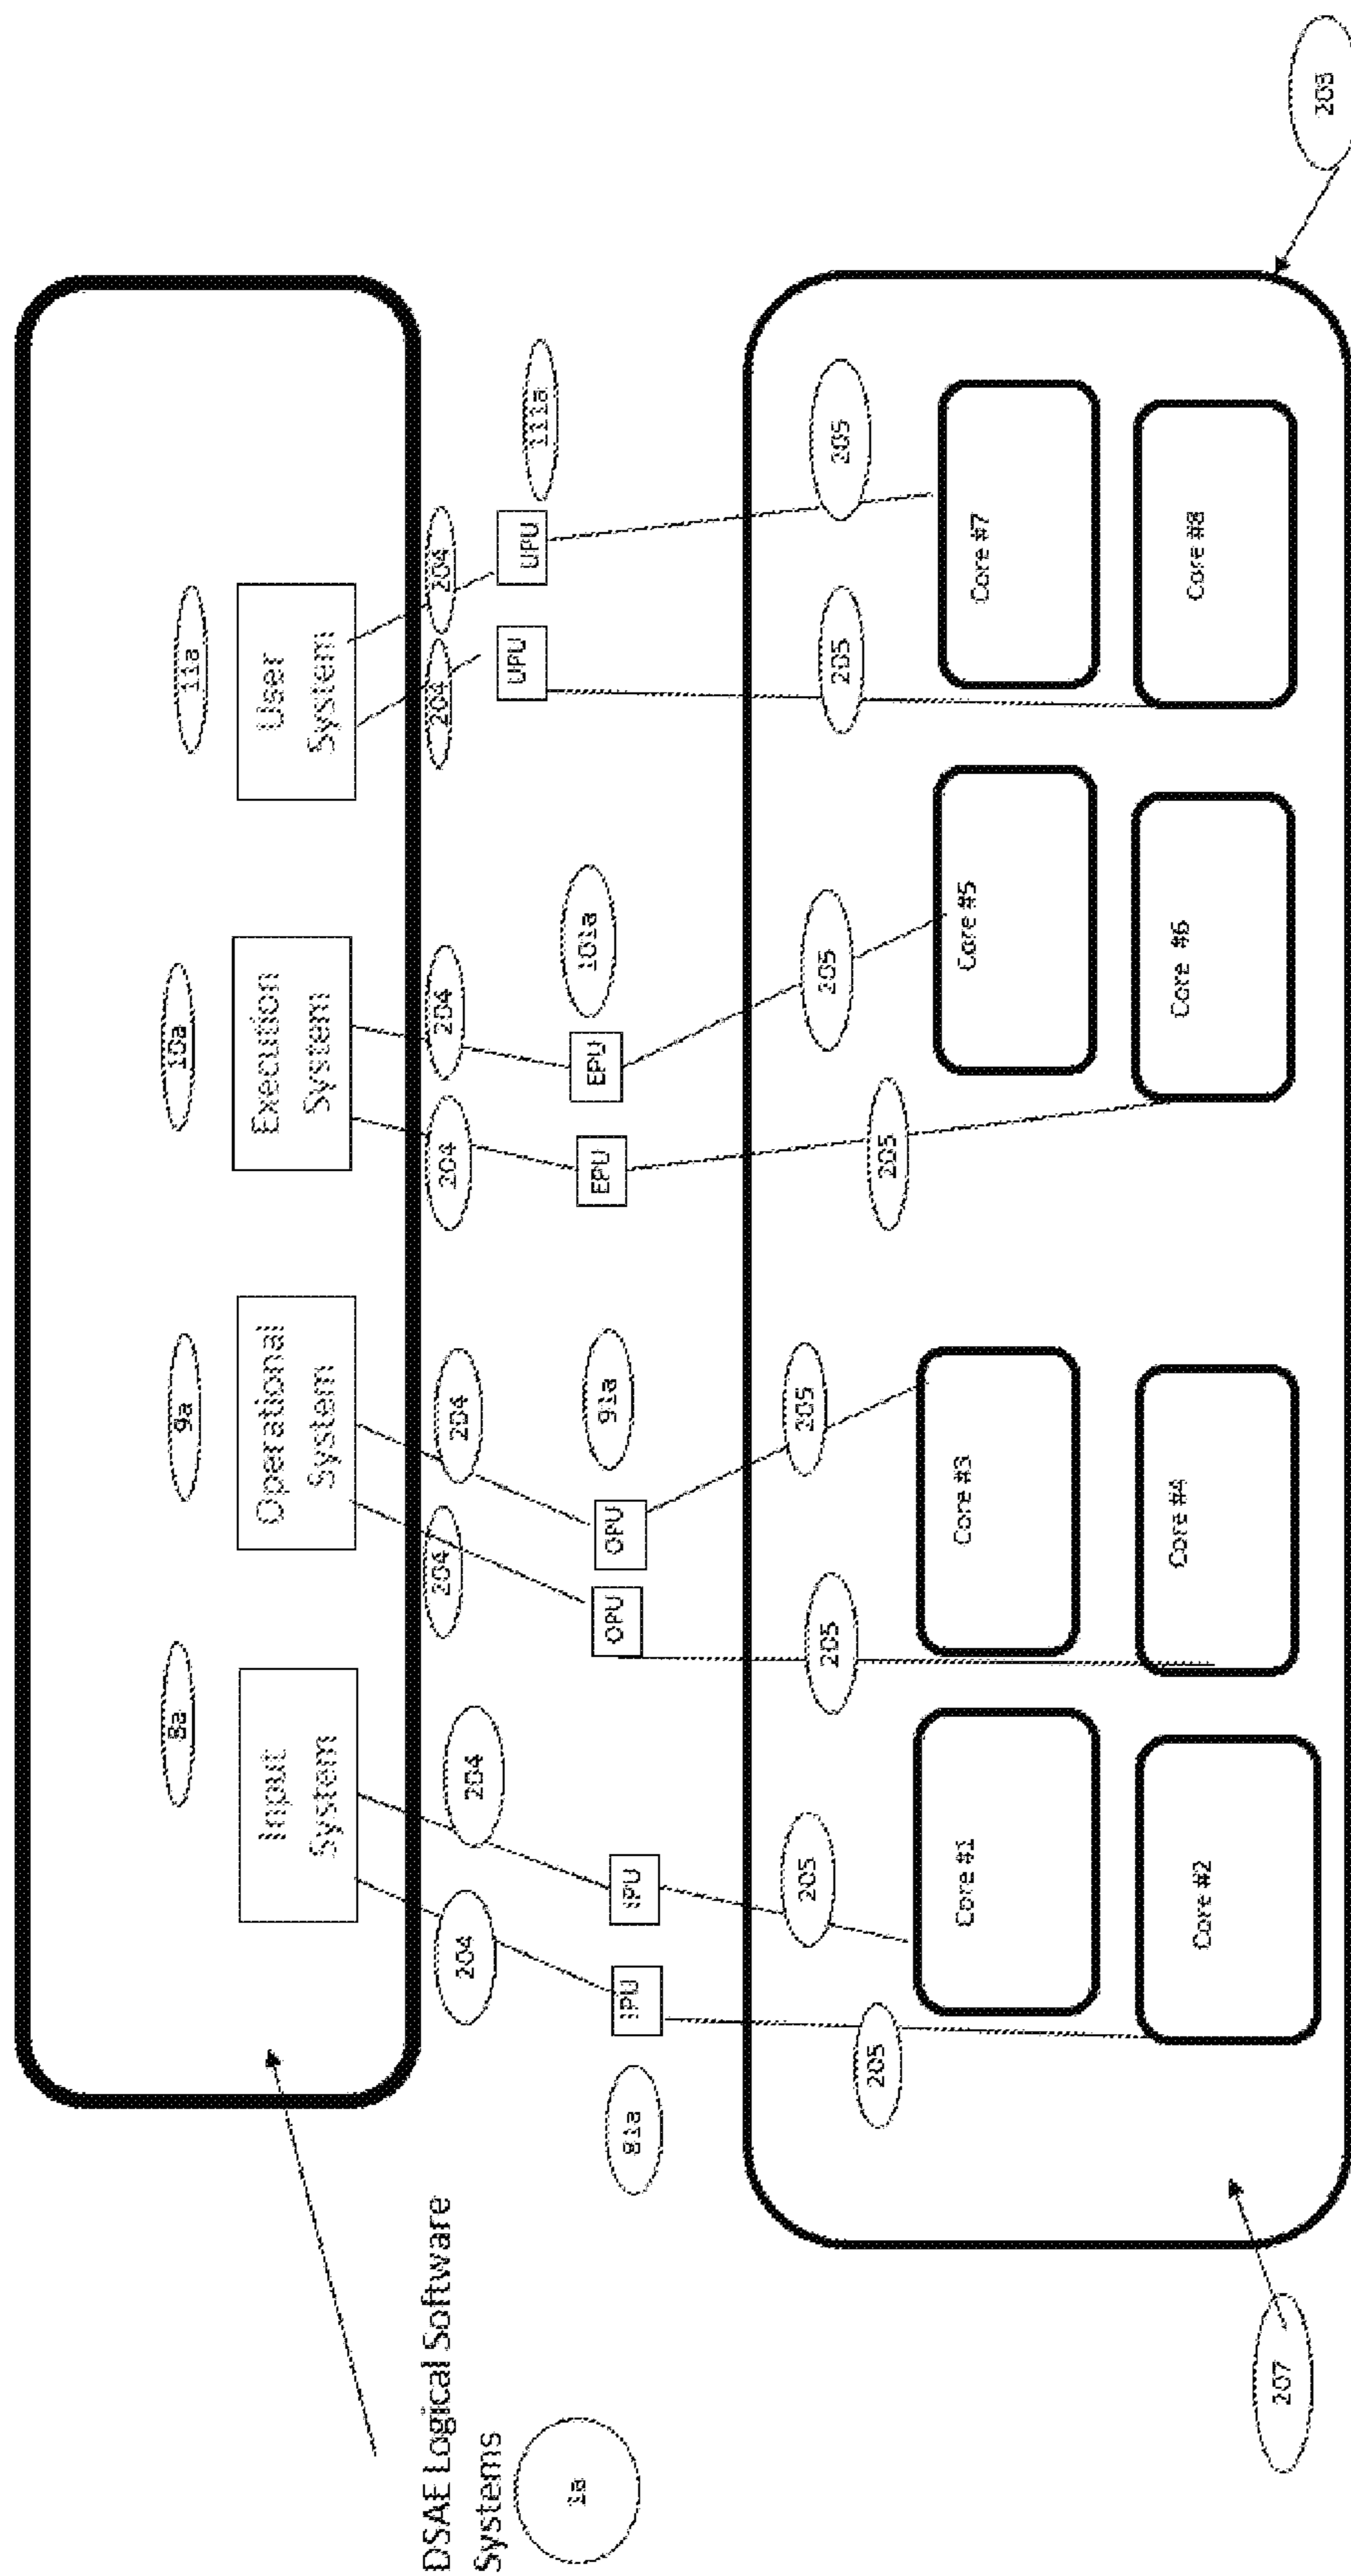 DSAE Logical Software
Systems
1a
8a
9a
10a
11a
Input
System
Operational
System
Execution
System
User
System
204
204
204
204
204
204
204
204
81a
IPU
IPU
OPU
OPU
91a
EPU
EPU
101a
UPU
UPU
111a
205
205
205
205
205
205
205
205
Core #1
Core #3
Core #5
Core #7
Core #2
Core #4
Core #6
Core #8
207